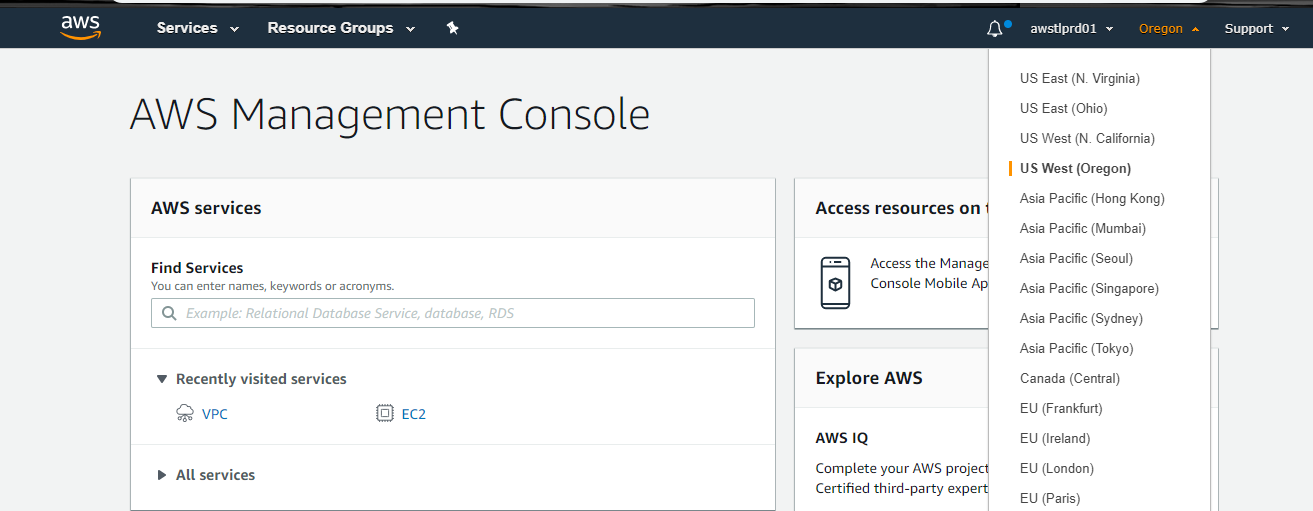 aws
Services
Resource Groups
awstlprd01
Oregon
Support
AWS Management Console
AWS services
Find Services
You can enter names, keywords or acronyms.
Example: Relational Database Service, database, RDS
Recently visited services
VPC
EC2
All services
Access resources on t
Access the Manage
Console Mobile Ap
Explore AWS
AWS IQ
Complete your AWS project
Certified third-party expert
US East (N. Virginia)
US East (Ohio)
US West (N. California)
US West (Oregon)
Asia Pacific (Hong Kong)
Asia Pacific (Mumbai)
Asia Pacific (Seoul)
Asia Pacific (Singapore)
Asia Pacific (Sydney)
Asia Pacific (Tokyo)
Canada (Central)
EU (Frankfurt)
EU (Ireland)
EU (London)
EU (Paris)